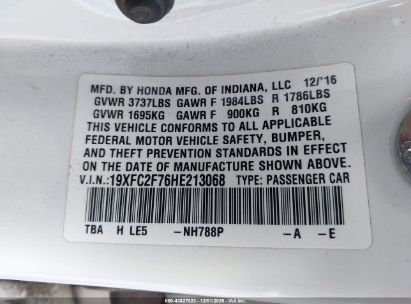 MFD. BY HONDA MFG. OF INDIANA, LLC 12/'16
GVWR 3737LBS GAWR F 1984LBS R 1786LBS
GVWR 1695KG GAWR F 900KG R 810KG
THIS VEHICLE CONFORMS TO ALL APPLICABLE
FEDERAL MOTOR VEHICLE SAFETY, BUMPER,
AND THEFT PREVENTION STANDARDS IN EFFECT
ON THE DATE OF MANUFACTURE SHOWN ABOVE.
V.I.N.: 19XFC2F76HE213068 TYPE: PASSENGER CAR
TBA H LE5 -NH788P -A -E